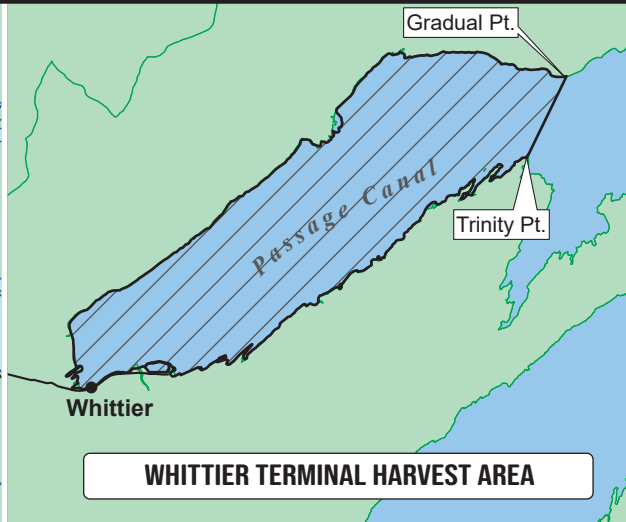 Gradual Pt.
Passage Canal
Trinity Pt.
Whittier
WHITTIER TERMINAL HARVEST AREA